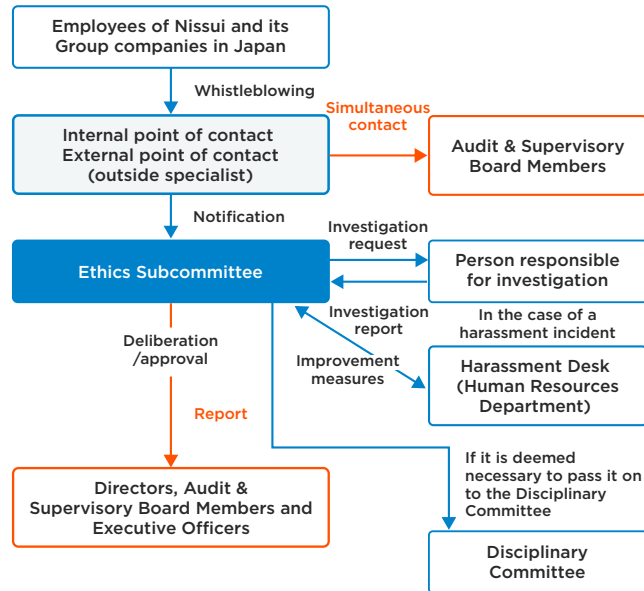 Employees of Nissui and its
Group companies in Japan
Whistleblowing
Simultaneous
contact
Internal point of contact
External point of contact
(outside specialist)
Audit & Supervisory
Board Members
Notification
Investigation
request
Ethics Subcommittee
Person responsible
for investigation
Investigation
report
In the case of a
harassment incident
Deliberation
/approval
Improvement
measures
Harassment Desk
(Human Resources
Department)
Report
If it is deemed
necessary to pass it on
to the Disciplinary
Committee
Directors, Audit &
Supervisory Board Members and
Executive Officers
Disciplinary
Committee